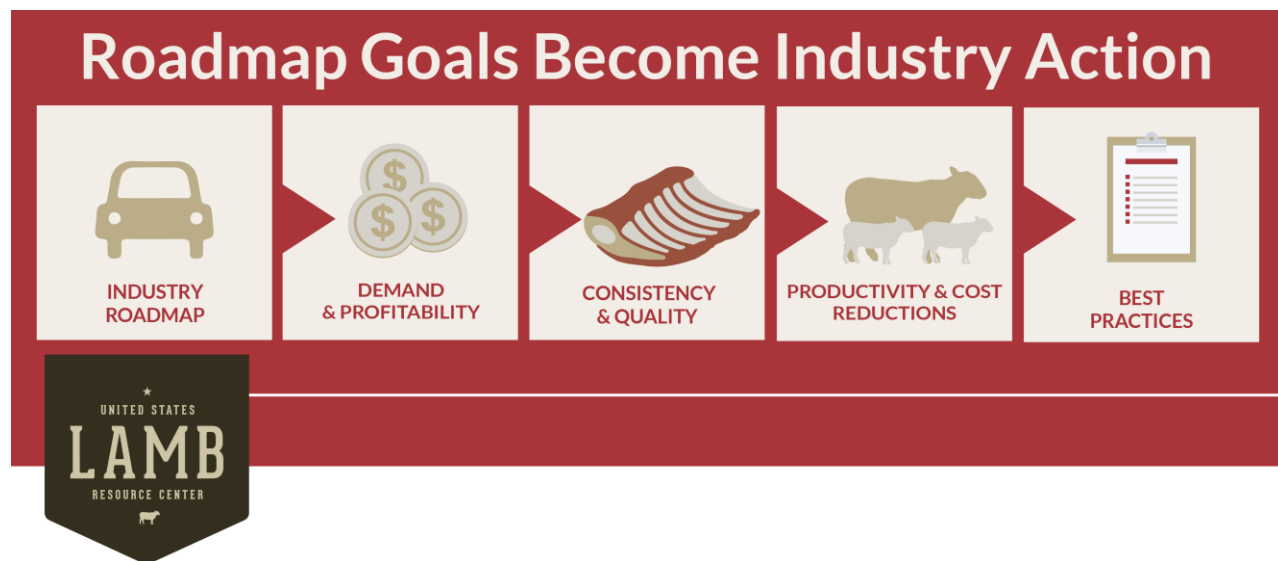 Roadmap Goals Become Industry Action
INDUSTRY
ROADMAP
$
$
$
DEMAND
& PROFITABILITY
CONSISTENCY
& QUALITY
PRODUCTIVITY & COST
REDUCTIONS
BEST
PRACTICES
UNITED STATES
LAMB
RESOURCE CENTER